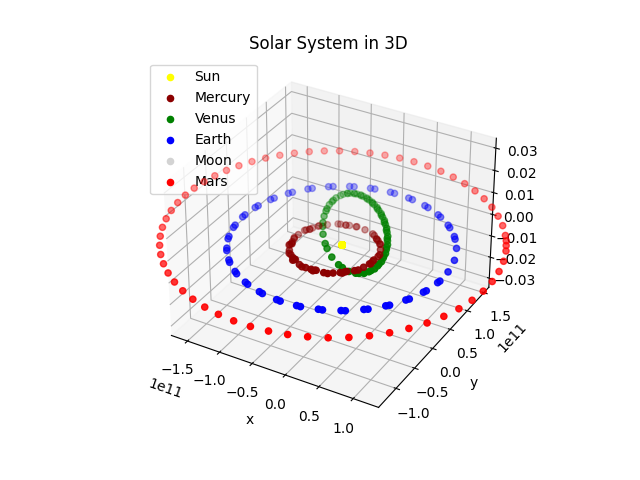 Solar System in 3D
Sun
Mercury
Venus
Earth
Moon
Mars
0.03
0.02
0.01
0.00
−0.01
−0.02
−0.03
−1.5
−1.0
−0.5
0.0
0.5
1.0
1e11
x
−1.0
−0.5
0.0
0.5
1.0
1.5
1e11
y